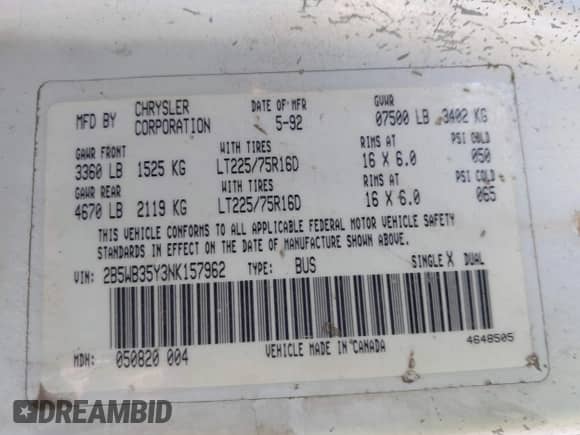 MFD BY CHRYSLER CORPORATION DATE OF MFR 5-92 GVWR 07500 LB 3402 KG
GAWR FRONT WITH TIRES RIMS AT PSI COLD
3360 LB 1525 KG LT225/75R16D 16 X 6.0 050
GAWR REAR WITH TIRES RIMS AT PSI COLD
4670 LB 2119 KG LT225/75R16D 16 X 6.0 065
THIS VEHICLE CONFORMS TO ALL APPLICABLE FEDERAL MOTOR VEHICLE SAFETY
STANDARDS IN EFFECT ON THE DATE OF MANUFACTURE SHOWN ABOVE.
VIN: 2B5WB35Y3NK157962 TYPE: BUS SINGLE X DUAL
MDH: 050820 004 VEHICLE MADE IN CANADA 4648505
DREAMBID